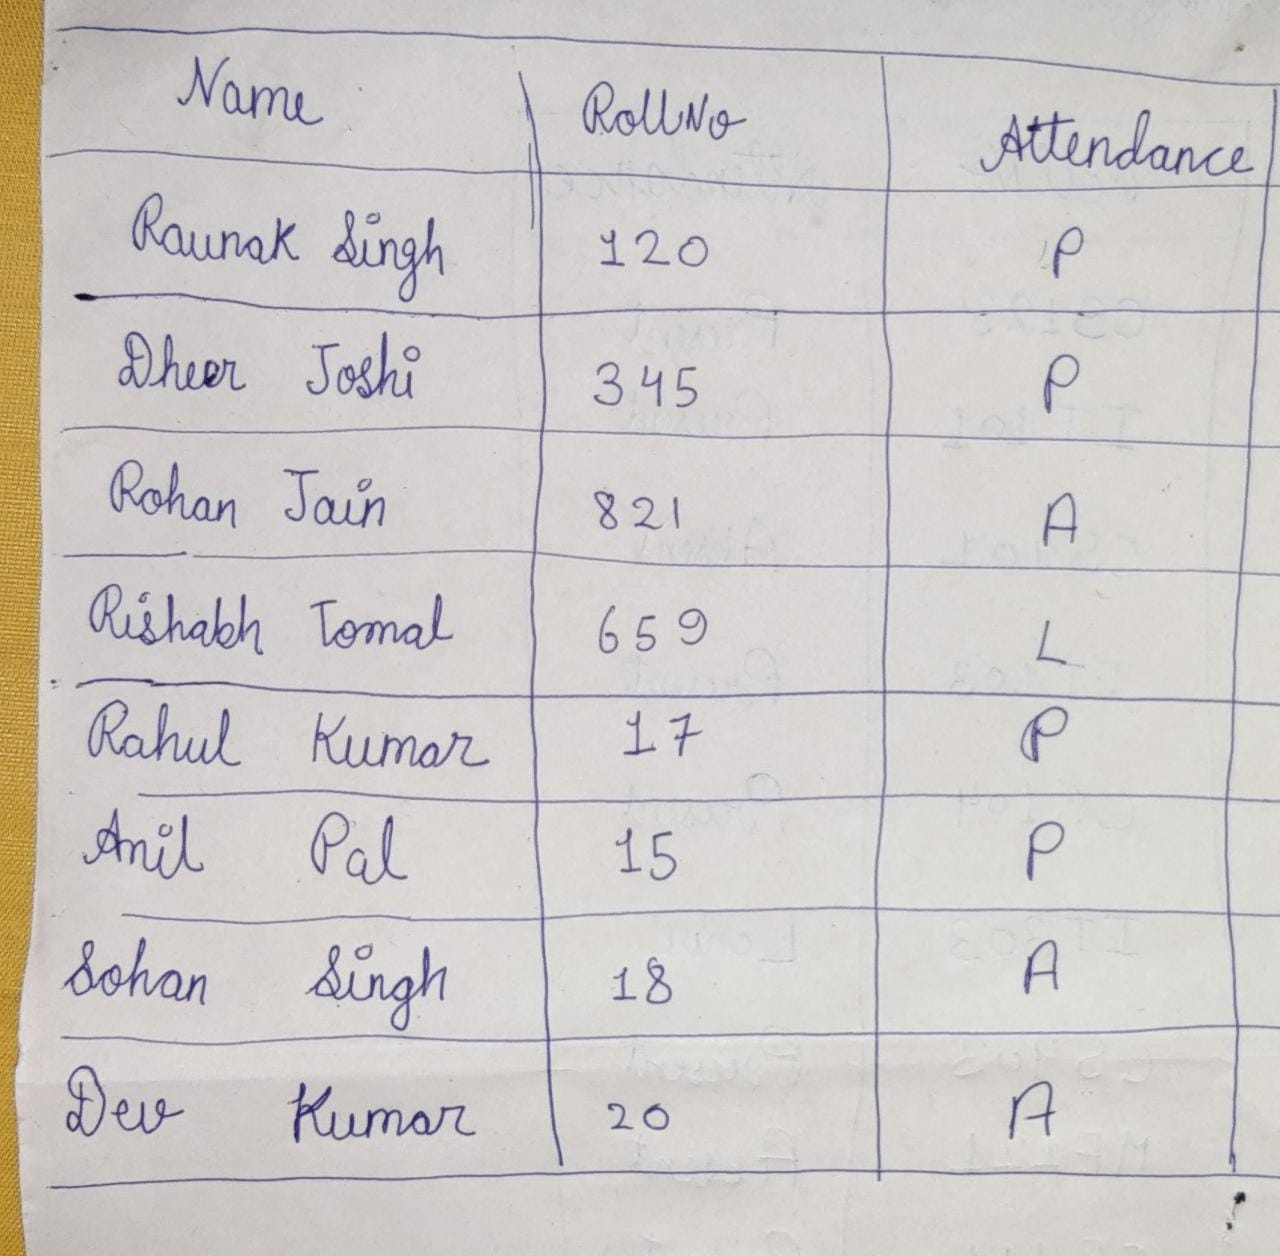 Name RollNo Attendance
Raunak Singh 120 P
Dheer Joshi 345 P
Rohan Jain 821 A
Rishabh Tomal 659 L
Rahul Kumar 17 P
Anil Pal 15 P
Sohan Singh 18 A
Dev Kumar 20 A